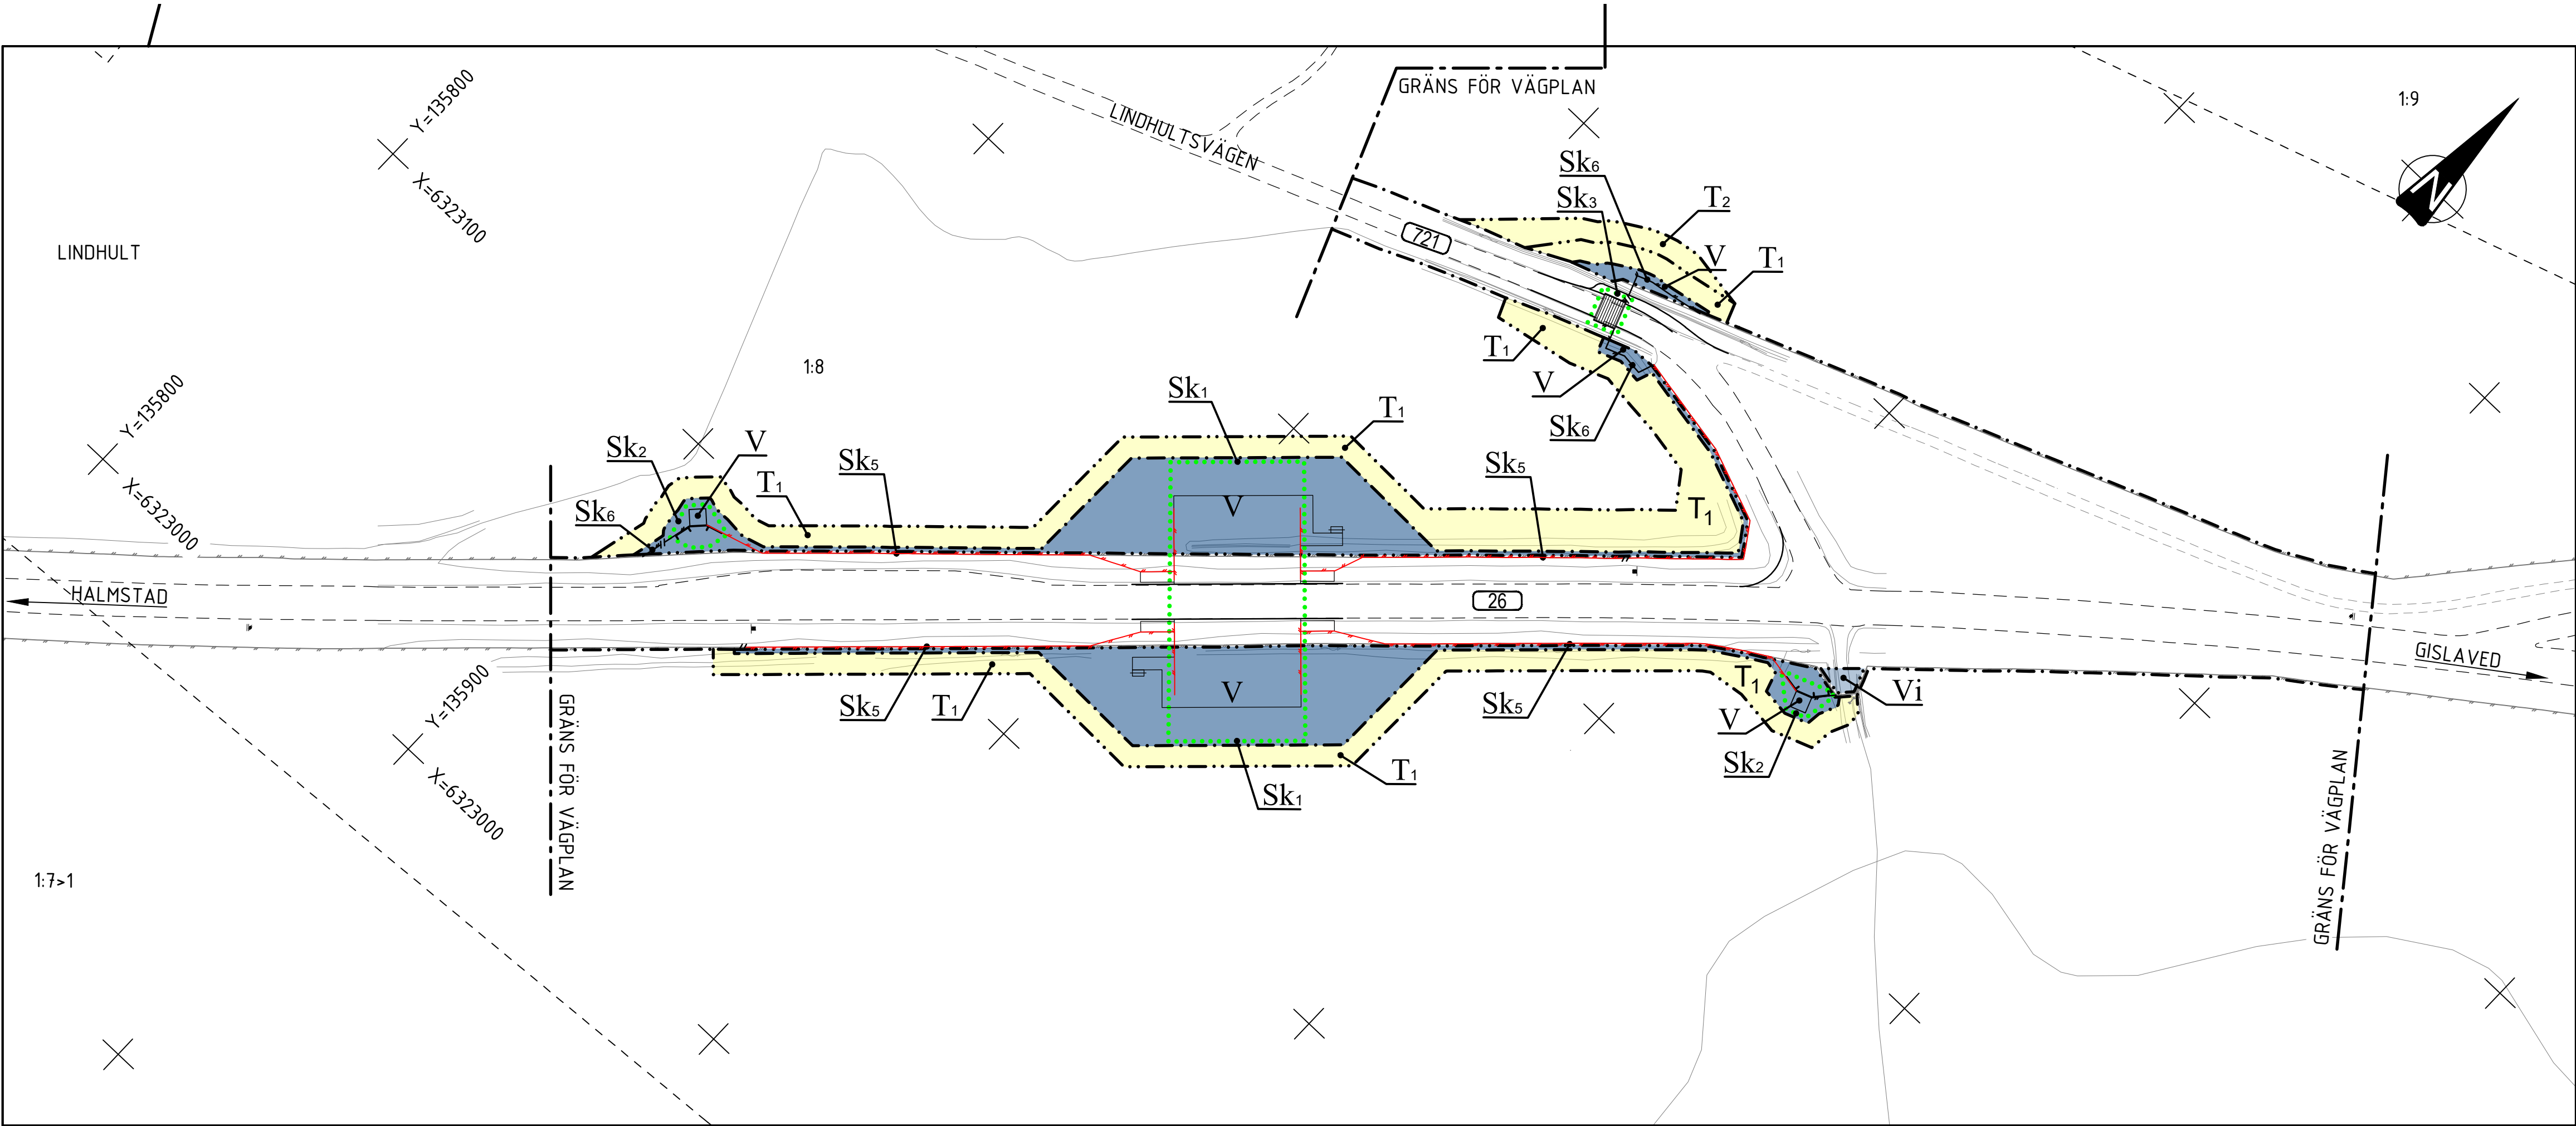 GRÄNS FÖR VÄGPLAN
1:9
Y=135800
X=6323100
LINDHULTSVÄGEN
LINDHULT
Sk6
Sk3
T2
V
T1
721
T1
V
Sk6
1:8
Y=135800
X=6323000
Sk1
T1
Sk2
V
T1
Sk5
Sk6
Sk5
V
T1
HALMSTAD
26
GISLAVED
Y=135900
X=6323000
GRÄNS FÖR VÄGPLAN
Sk5
T1
V
Sk1
T1
Sk5
T1
V
Sk2
Vi
GRÄNS FÖR VÄGPLAN
1:7>1
N